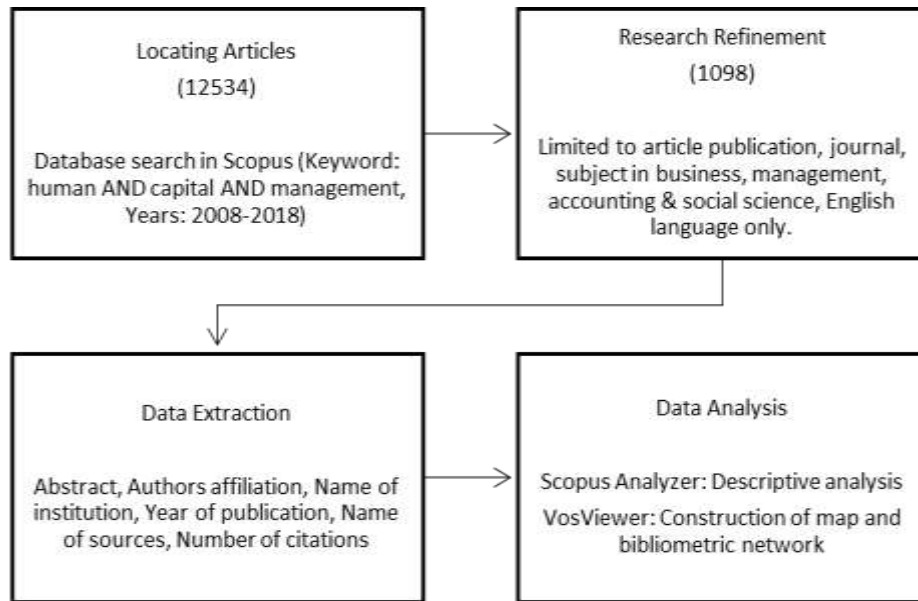 Locating Articles
(12534)
Database search in Scopus (Keyword:
human AND capital AND management,
Years: 2008-2018)
Research Refinement
(1098)
Limited to article publication, journal,
subject in business, management,
accounting & social science, English
language only.
Data Extraction
Abstract, Authors affiliation, Name of
institution, Year of publication, Name
of sources, Number of citations
Data Analysis
Scopus Analyzer: Descriptive analysis
VosViewer: Construction of map and
bibliometric network